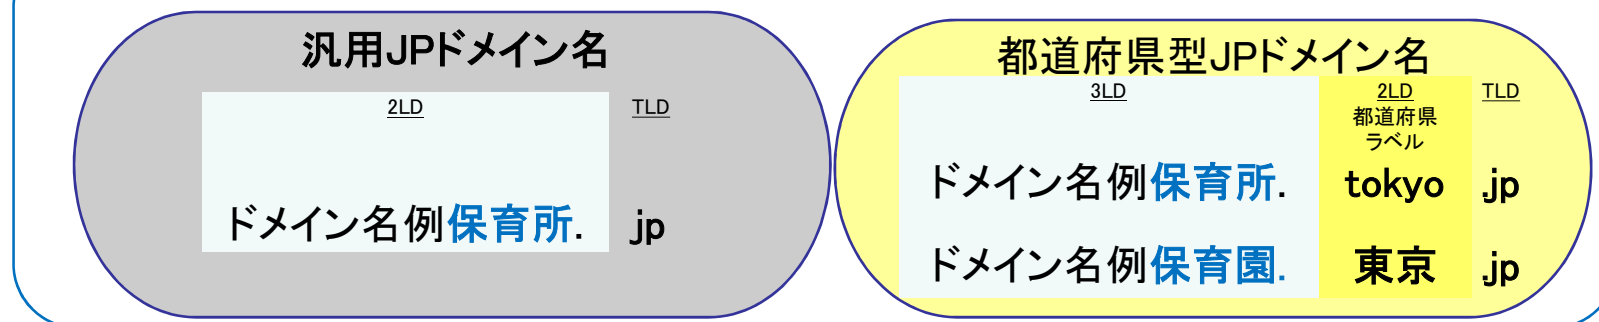 汎用JPドメイン名
2LD TLD
ドメイン名例保育所. jp
都道府県型JPドメイン名
3LD 2LD TLD
都道府県
ラベル
ドメイン名例保育所. tokyo .jp
ドメイン名例保育園. 東京 .jp